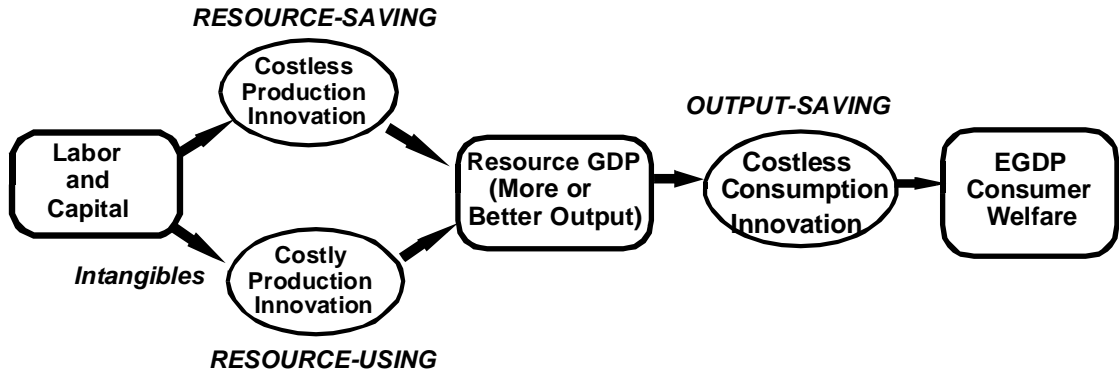 RESOURCE-SAVING
Costless
Production
Innovation
Labor
and
Capital
Intangibles
Costly
Production
Innovation
RESOURCE-USING
Resource GDP
(More or
Better Output)
OUTPUT-SAVING
Costless
Consumption
Innovation
EGDP
Consumer
Welfare